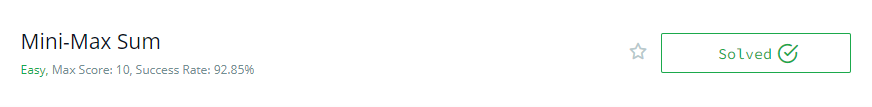 Mini-Max Sum
Solved
Easy, Max Score: 10, Success Rate: 92.85%